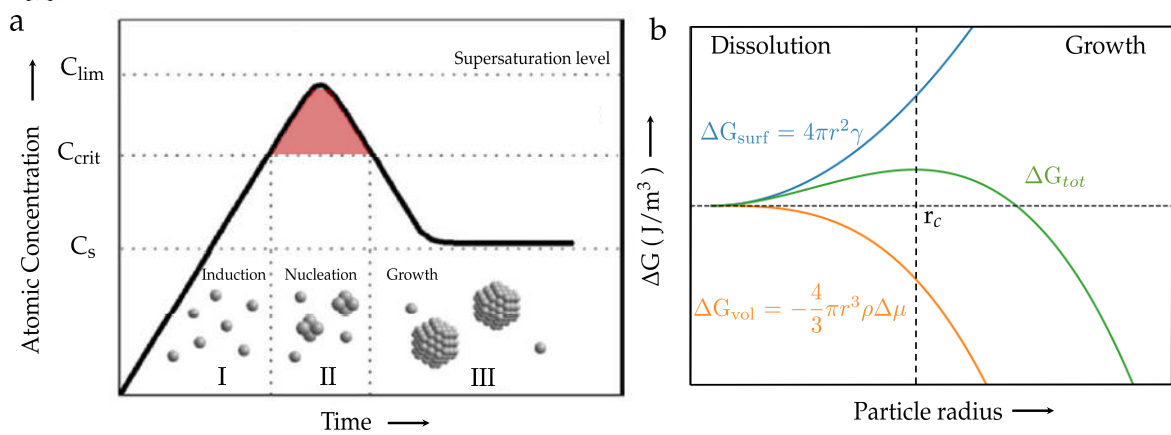 a
C_lim
Supersaturation level
C_crit
C_s
Atomic Concentration
Induction
Nucleation
Growth
I
II
III
Time
b
Dissolution
Growth
ΔG_surf = 4πr²γ
ΔG_tot
r_c
ΔG_vol = −4/3πr³ρΔμ
ΔG (J/m³)
Particle radius